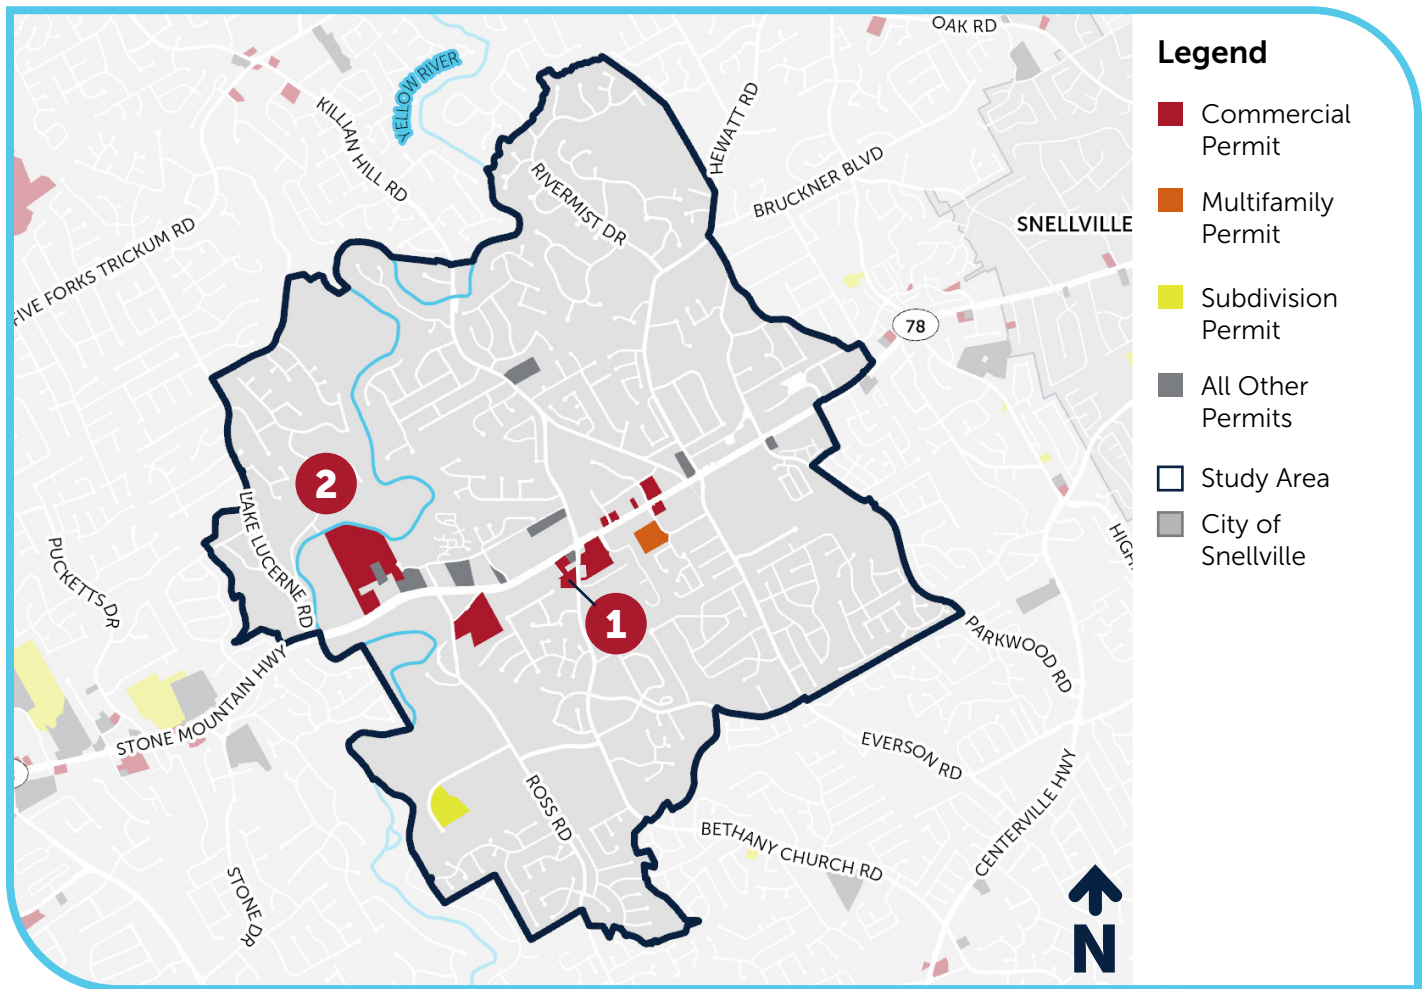 OAK RD
YELLOW RIVER
KILLIAN HILL RD
HEWATT RD
BRUCKNER BLVD
RIVERMIST DR
SNELLVILLE
FIVE FORKS TRICKUM RD
78
2
LAKE LUCERNE RD
PUCKETTS DR
1
STONE MOUNTAIN HWY
PARKWOOD RD
EVERSON RD
ROSS RD
BETHANY CHURCH RD
CENTERVILLE HWY
STONE DR
N
Legend
Commercial
Permit
Multifamily
Permit
Subdivision
Permit
All Other
Permits
Study Area
City of
Snellville